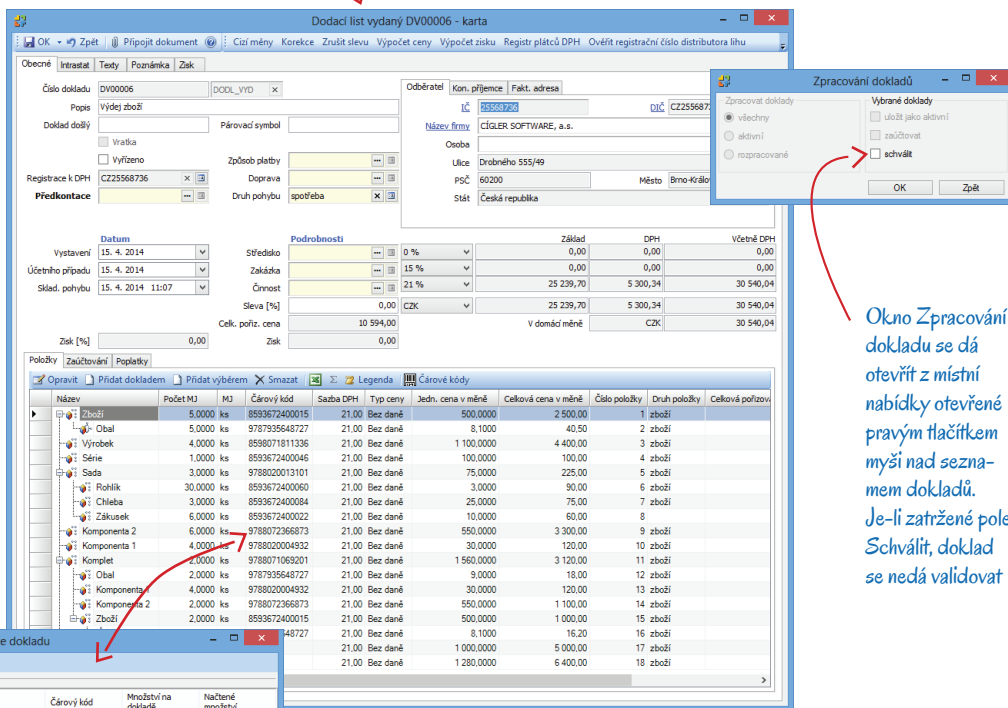 Dodací list vydaný DV00006 - karta
OK Zpět Připojit dokument Cizí měny Korekce Zrušit slevu Výpočet ceny Výpočet zisku Registr plátců DPH Ověřit registrační číslo distributora lihu
Obecné Intrastat Texty Poznámka Zisk
Číslo dokladu DV00006 DODL_VYD
Popis Výdej zboží
Doklad došlý Párovací symbol
Vratka
Vyřízeno Způsob platby
Registrace k DPH CZ25568736 Doprava
Předkontace Druh pohybu spotřeba
Odběratel Kon. příjemce Fakt. adresa
IČ 25568736 DIČ CZ255687
Název firmy CÍGLER SOFTWARE, a.s.
Osoba
Ulice Drobného 555/49
PSČ 60200 Město Brno-Králo
Stát Česká republika
Zpracování dokladů
Zpracovat doklady Vybrané doklady
všechny uložit jako aktivní
aktivní zaúčtovat
rozpracované schválit
OK Zpět
Datum Podrobnosti Základ DPH Včetně DPH
Vystavení 15. 4. 2014 Středisko 0 % 0,00 0,00 0,00
Účetního případu 15. 4. 2014 Zakázka 15 % 0,00 0,00 0,00
Sklad. pohybu 15. 4. 2014 11:07 Činnost 21 % 25 239,70 5 300,34 30 540,04
Sleva [%] 0,00 CZK 25 239,70 5 300,34 30 540,04
Celk. poříz. cena 10 594,00 V domácí měně CZK 30 540,04
Zisk [%] 0,00 Zisk 0,00
Položky Zaúčtování Poplatky
Opravit Přidat dokladem Přidat výběrem Smazat Σ Legenda Čárové kódy
Název Počet MJ MJ Čárový kód Sazba DPH Typ ceny Jedn. cena v měně Celková cena v měně Číslo položky Druh položky Celková pořizova
Zboží 5,0000 ks 8593672400015 21,00 Bez daně 500,0000 2 500,00 1 zboží
Obal 5,0000 ks 9787935648727 21,00 Bez daně 8,1000 40,50 2 zboží
Výrobek 4,0000 ks 8598071811336 21,00 Bez daně 1 100,0000 4 400,00 3 zboží
Série 1,0000 ks 8593672400046 21,00 Bez daně 100,0000 100,00 4 zboží
Sada 3,0000 ks 9788020013101 21,00 Bez daně 75,0000 225,00 5 zboží
Rohlík 30,0000 ks 8593672400060 21,00 Bez daně 3,0000 90,00 6 zboží
Chleba 3,0000 ks 8593672400084 21,00 Bez daně 25,0000 75,00 7 zboží
Zákusek 6,0000 ks 8593672400022 21,00 Bez daně 10,0000 60,00 8
Komponenta 2 6,0000 ks 9788072366873 21,00 Bez daně 550,0000 3 300,00 9 zboží
Komponenta 1 4,0000 ks 9788020004932 21,00 Bez daně 30,0000 120,00 10 zboží
Komplet 2,0000 ks 9788071069201 21,00 Bez daně 1 560,0000 3 120,00 11 zboží
Obal 2,0000 ks 9787935648727 21,00 Bez daně 9,0000 18,00 12 zboží
Komponenta 1 4,0000 ks 9788020004932 21,00 Bez daně 30,0000 120,00 13 zboží
Komponenta 2 2,0000 ks 9788072366873 21,00 Bez daně 550,0000 1 100,00 14 zboží
Zboží 2,0000 ks 8593672400015 21,00 Bez daně 500,0000 1 000,00 15 zboží
48727 21,00 Bez daně 8,1000 16,20 16 zboží
21,00 Bez daně 1 000,0000 5 000,00 17 zboží
21,00 Bez daně 1 280,0000 6 400,00 18 zboží
e dokladu
Čárový kód Množství na dokladě Načtené množství
Okno Zpracování
dokladu se dá
otevřít z místní
nabídky otevřené
pravým tlačítkem
myši nad sezna-
mem dokladů.
Je-li zatržené pole
Schválit, doklad
se nedá validovat